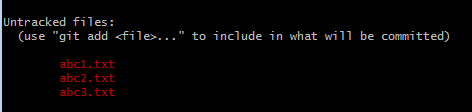 Untracked files:
(use "git add <file>..." to include in what will be committed)
abc1.txt
abc2.txt
abc3.txt